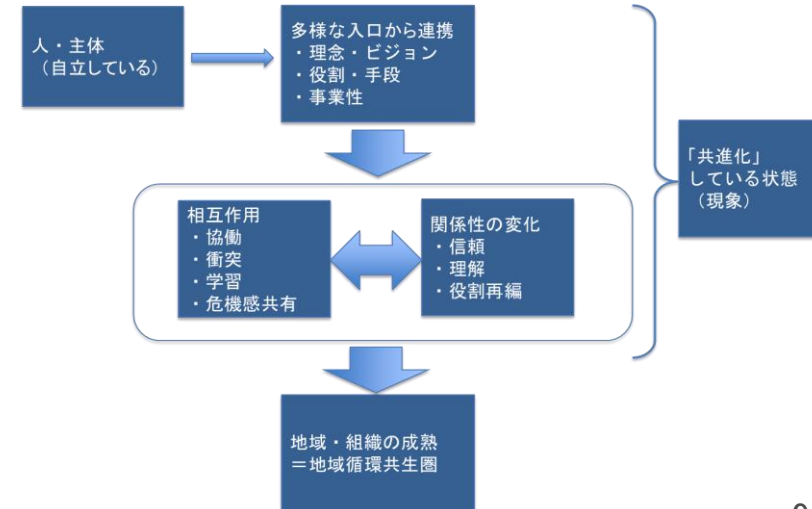 人・主体
（自立している）
多様な入口から連携
・理念・ビジョン
・役割・手段
・事業性
「共進化」
している状態
（現象）
相互作用
・協働
・衝突
・学習
・危機感共有
関係性の変化
・信頼
・理解
・役割再編
地域・組織の成熟
＝地域循環共生圏